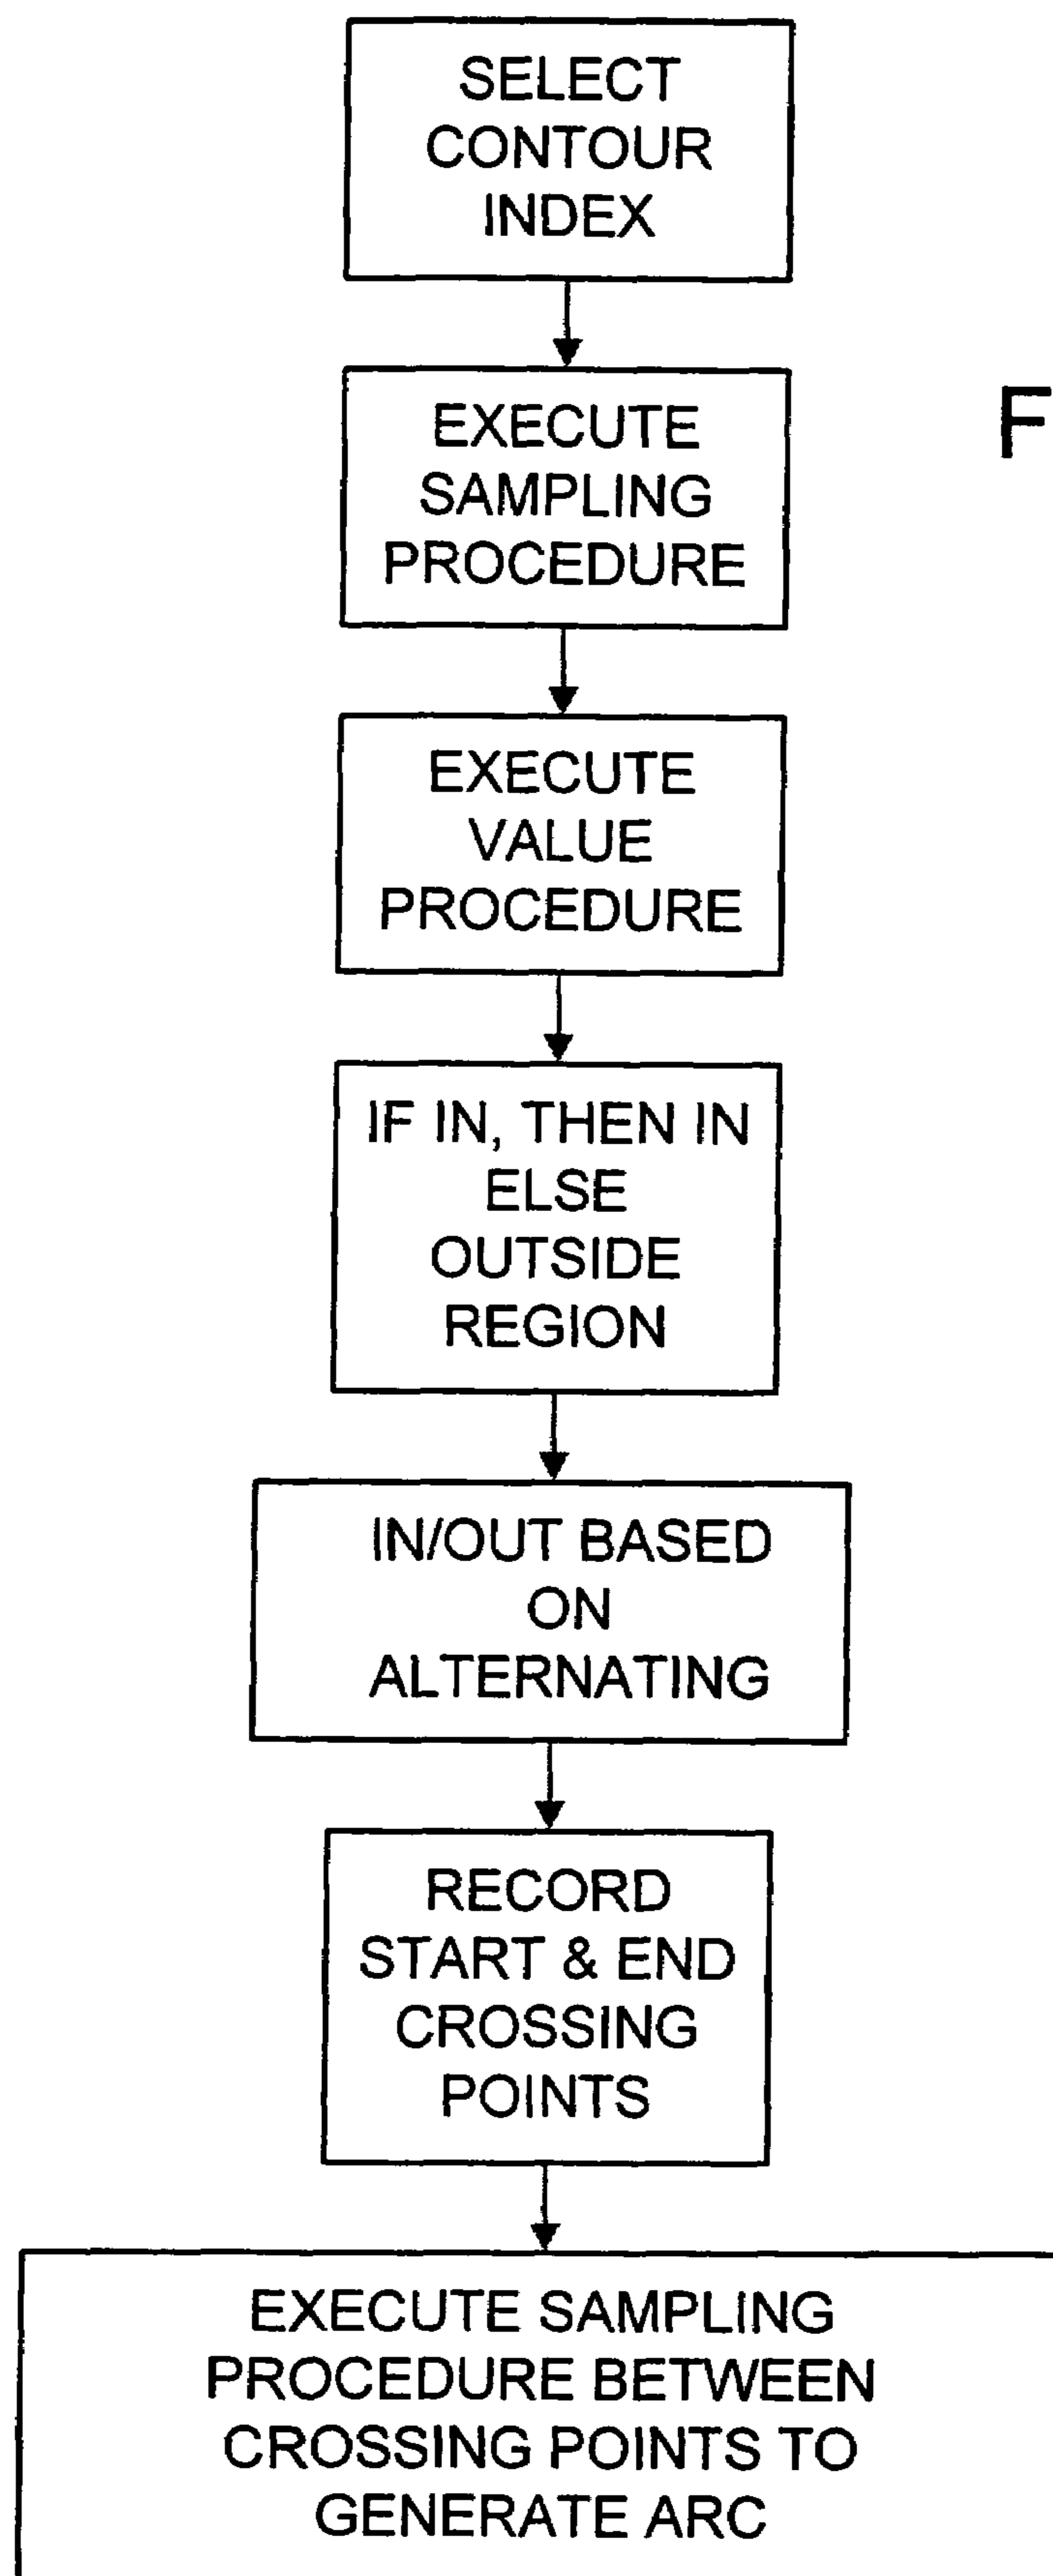 SELECT
CONTOUR
INDEX
EXECUTE
SAMPLING
PROCEDURE
F
EXECUTE
VALUE
PROCEDURE
IF IN, THEN IN
ELSE
OUTSIDE
REGION
IN/OUT BASED
ON
ALTERNATING
RECORD
START & END
CROSSING
POINTS
EXECUTE SAMPLING
PROCEDURE BETWEEN
CROSSING POINTS TO
GENERATE ARC